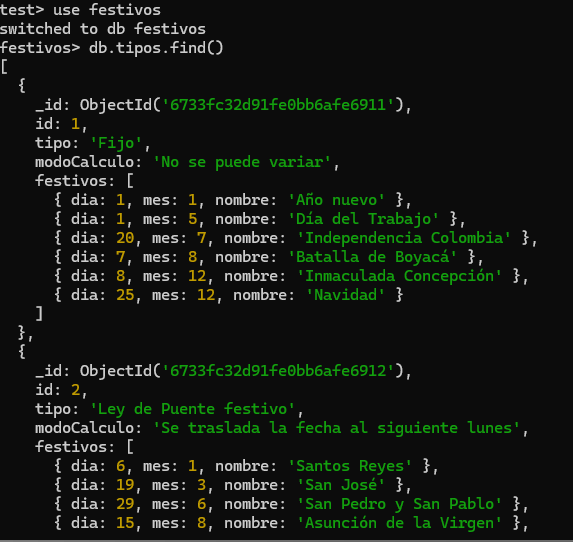 test> use festivos
switched to db festivos
festivos> db.tipos.find()
[
  {
    _id: ObjectId('6733fc32d91fe0bb6afe6911'),
    id: 1,
    tipo: 'Fijo',
    modoCalculo: 'No se puede variar',
    festivos: [
      { dia: 1, mes: 1, nombre: 'Año nuevo' },
      { dia: 1, mes: 5, nombre: 'Día del Trabajo' },
      { dia: 20, mes: 7, nombre: 'Independencia Colombia' },
      { dia: 7, mes: 8, nombre: 'Batalla de Boyacá' },
      { dia: 8, mes: 12, nombre: 'Inmaculada Concepción' },
      { dia: 25, mes: 12, nombre: 'Navidad' }
    ]
  },
  {
    _id: ObjectId('6733fc32d91fe0bb6afe6912'),
    id: 2,
    tipo: 'Ley de Puente festivo',
    modoCalculo: 'Se traslada la fecha al siguiente lunes',
    festivos: [
      { dia: 6, mes: 1, nombre: 'Santos Reyes' },
      { dia: 19, mes: 3, nombre: 'San José' },
      { dia: 29, mes: 6, nombre: 'San Pedro y San Pablo' },
      { dia: 15, mes: 8, nombre: 'Asunción de la Virgen' },